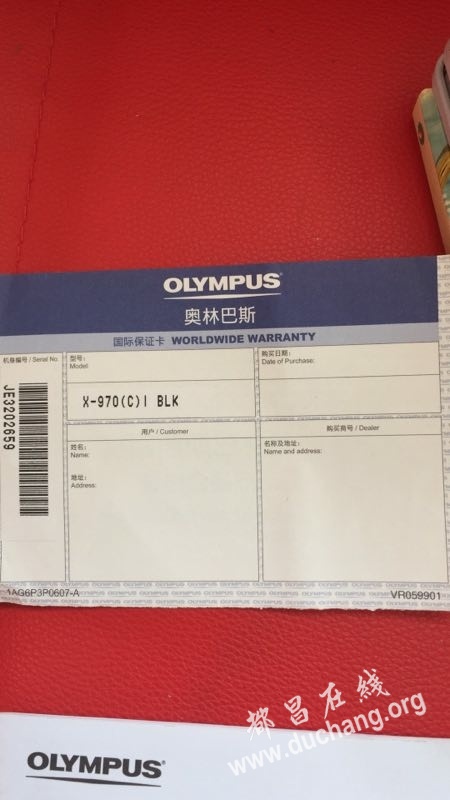 OLYMPUS
奥林巴斯
国际保证卡 WORLDWIDE WARRANTY
机身编号 / Serial No.
JE3202659
型号:
Model:
X-970(C)I BLK
购买日期:
Date of Purchase:
用户 / Customer
姓名:
Name:
地址:
Address:
购买商号 / Dealer
名称及地址:
Name and address:
1AG6P3P0607-A
VR059901
都昌在线
www.duchang.org
OLYMPUS